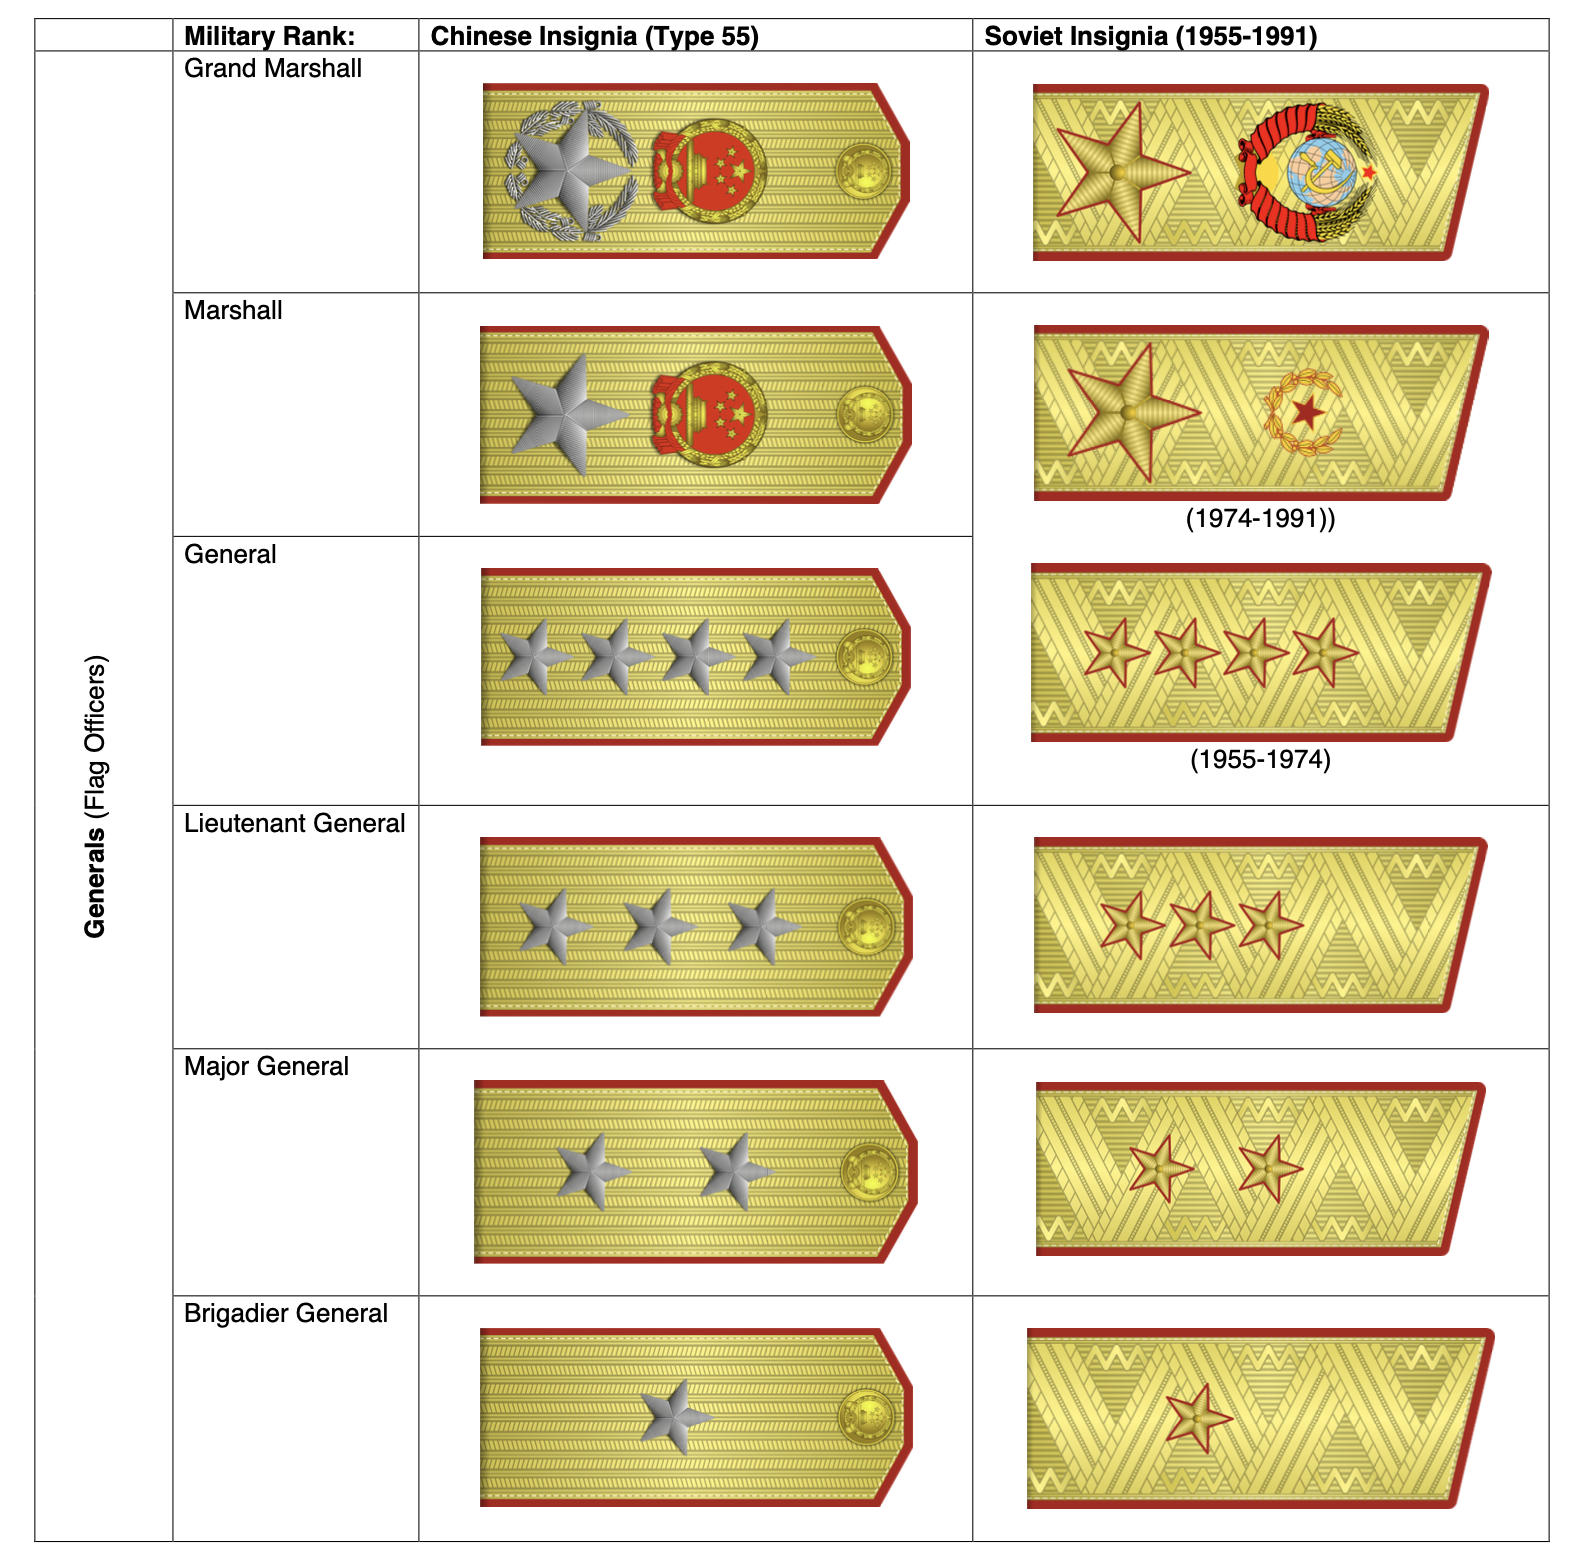 Military Rank:
Chinese Insignia (Type 55)
Soviet Insignia (1955-1991)
Generals (Flag Officers)
Grand Marshall
Marshall
(1974-1991))
General
(1955-1974)
Lieutenant General
Major General
Brigadier General